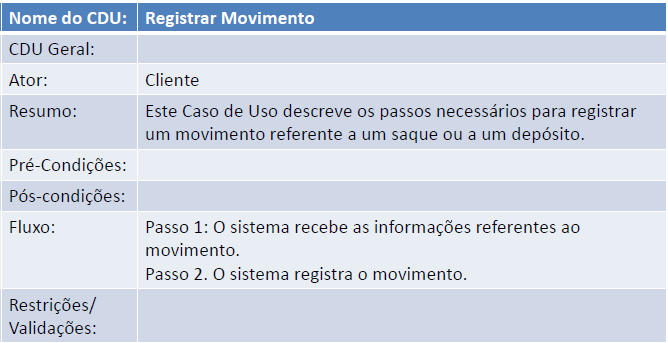 Nome do CDU: Registrar Movimento
CDU Geral:
Ator: Cliente
Resumo: Este Caso de Uso descreve os passos necessários para registrar
um movimento referente a um saque ou a um depósito.
Pré-Condições:
Pós-condições:
Fluxo: Passo 1: O sistema recebe as informações referentes ao
movimento.
Passo 2. O sistema registra o movimento.
Restrições/
Validações: